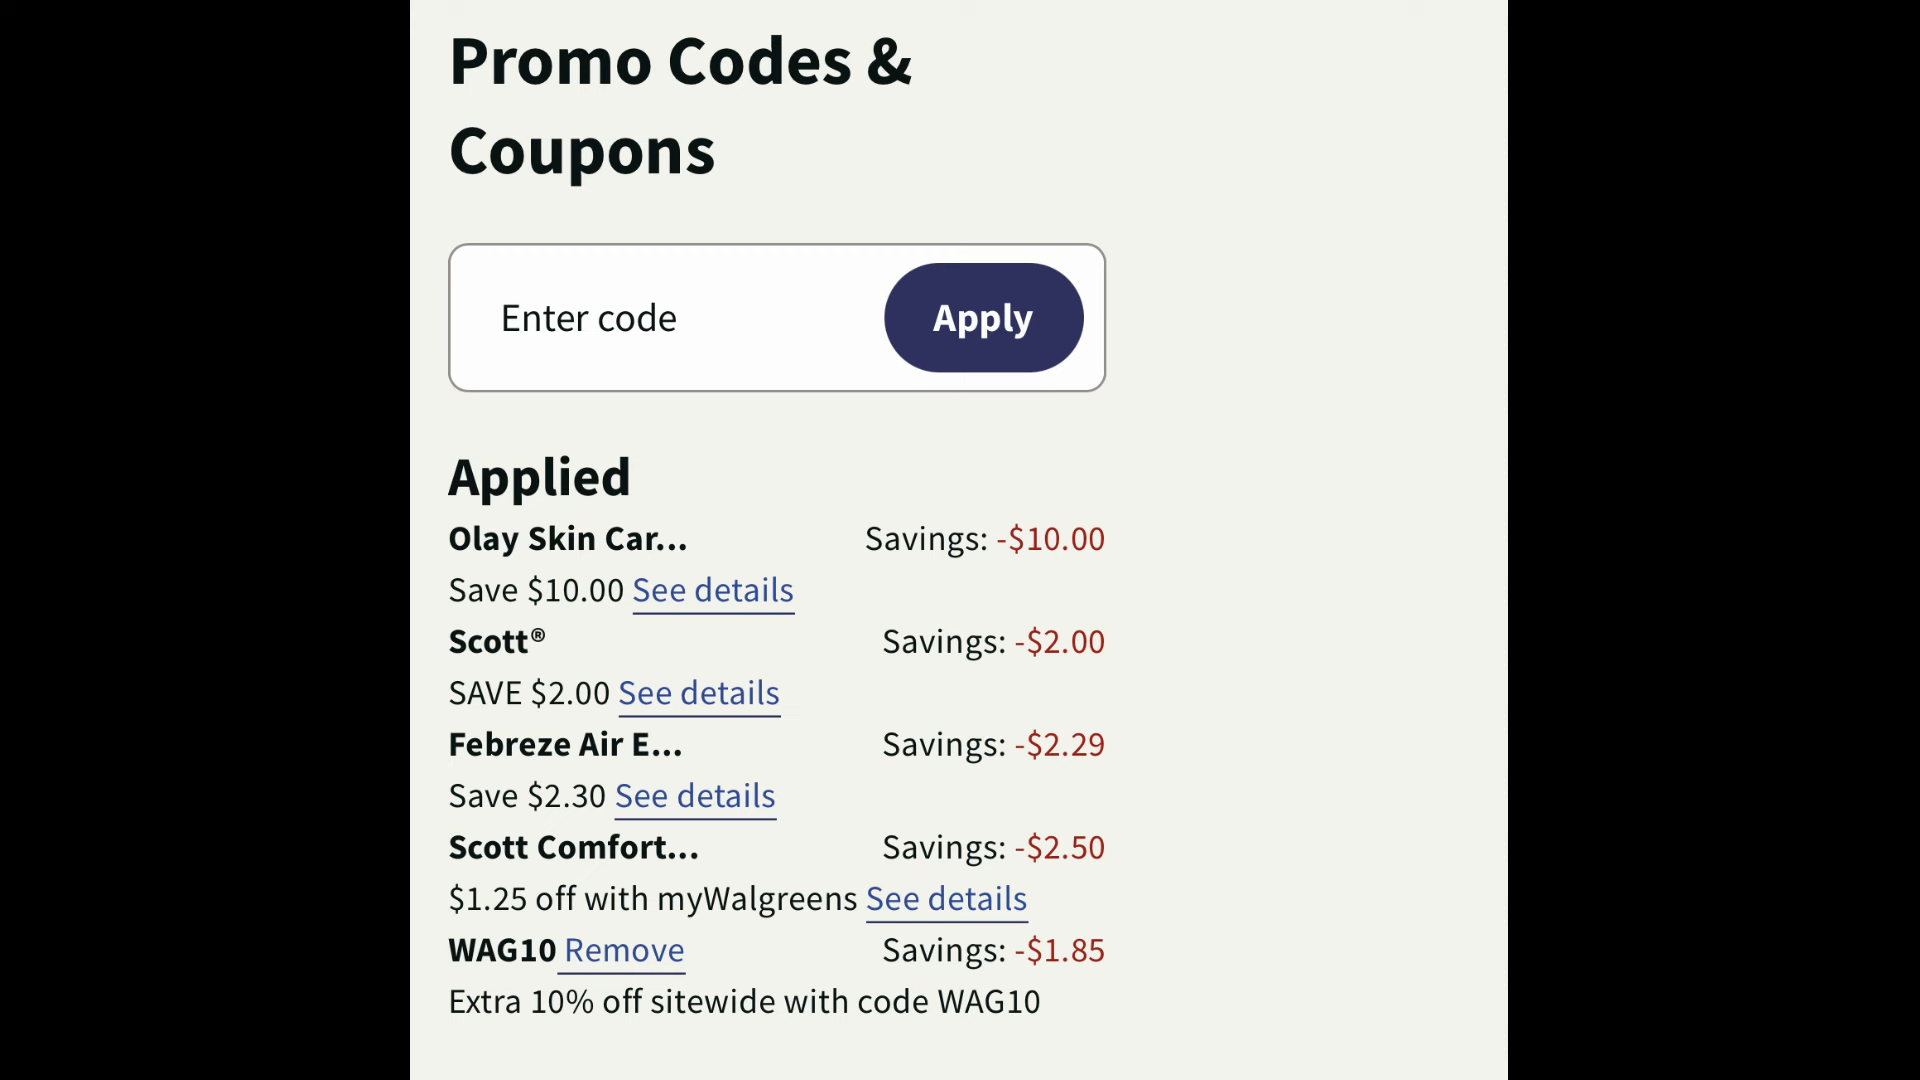 Promo Codes &
Coupons
Enter code
Apply
Applied
Olay Skin Car... Savings: -$10.00
Save $10.00 See details
Scott® Savings: -$2.00
SAVE $2.00 See details
Febreze Air E... Savings: -$2.29
Save $2.30 See details
Scott Comfort... Savings: -$2.50
$1.25 off with myWalgreens See details
WAG10 Remove Savings: -$1.85
Extra 10% off sitewide with code WAG10